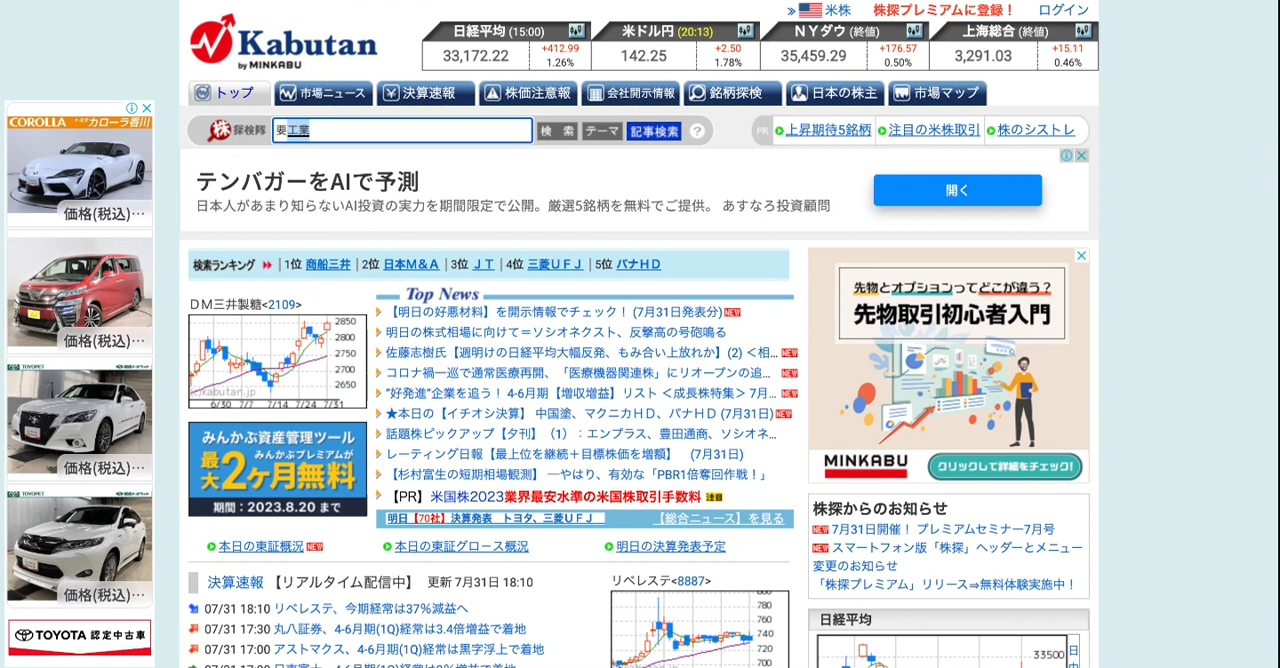 米株 株探プレミアムに登録！ ログイン
Kabutan
by MINKABU
日経平均 (15:00) 米ドル円 (20:13) ＮＹダウ (終値) 上海総合 (終値)
33,172.22 +412.99 1.26%
142.25 +2.50 1.78%
35,459.29 +176.57 0.50%
3,291.03 +15.11 0.46%
トップ 市場ニュース 決算速報 株価注意報 会社開示情報 銘柄探検 日本の株主 市場マップ
株探検隊 要工業 検 索 テーマ 記事検索 ? PR 上昇期待5銘柄 注目の米株取引 株のシストレ
テンバガーをAIで予測
日本人があまり知らないAI投資の実力を期間限定で公開。厳選5銘柄を無料でご提供。 あすなろ投資顧問
開く
COROLLA トヨタカローラ香川
価格(税込)…
価格(税込)…
TOYOPET
価格(税込)…
TOYOPET
価格(税込)…
TOYOTA 認定中古車
検索ランキング |1位 商船三井 |2位 日本Ｍ＆Ａ |3位 ＪＴ |4位 三菱ＵＦＪ |5位 パナＨＤ
ＤＭ三井製糖<2109>
2850
2800
2750
2700
2650
(c)kabutan.jp
6/30 7/7 7/14 7/24 7/31
みんかぶ資産管理ツール
みんかぶプレミアムが
最大2ヶ月無料
期間：2023.8.20 まで
Top News
【明日の好悪材料】を開示情報でチェック！ (7月31日発表分) NEW
明日の株式相場に向けて＝ソシオネクスト、反撃高の号砲鳴る
佐藤志樹氏【週明けの日経平均大幅反発、もみ合い上放れか】(2) <相... NEW
コロナ禍一巡で通常医療再開、「医療機器関連株」にリオープンの追... NEW
“好発進”企業を追う！ 4-6月期【増収増益】リスト <成長株特集> 7月... NEW
★本日の【イチオシ決算】 中国塗、マクニカＨＤ、パナＨＤ (7月31日) NEW
話題株ピックアップ【夕刊】（1）：エンプラス、豊田通商、ソシオネ...
レーティング日報【最上位を継続＋目標株価を増額】 (7月31日)
【杉村富生の短期相場観測】 ─やはり、有効な「PBR1倍奪回作戦！」
【PR】米国株2023業界最安水準の米国株取引手数料 注目
明日【70社】決算発表 トヨタ、三菱ＵＦＪ 【総合ニュース】を見る
本日の東証概況 NEW 本日の東証グロース概況 明日の決算発表予定
決算速報 【リアルタイム配信中】 更新 7月31日 18:10
07/31 18:10 リベレステ、今期経常は37%減益へ
07/31 17:30 丸八証券、4-6月期(1Q)経常は3.4倍増益で着地
07/31 17:00 アストマクス、4-6月期(1Q)経常は黒字浮上で着地
リベレステ<8887>
780
760
740
720
700
先物とオプションってどこが違う？
先物取引初心者入門
MINKABU クリックして詳細をチェック!
株探からのお知らせ
NEW 7月31日開催！ プレミアムセミナー7月号
NEW スマートフォン版「株探」ヘッダーとメニュー
変更のお知らせ
「株探プレミアム」リリース⇒無料体験実施中！
日経平均
33500
日